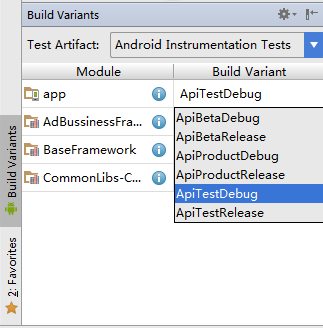 Build Variants
Test Artifact: Android Instrumentation Tests
Module Build Variant
app ApiTestDebug
AdBussinessFra...
BaseFramework
CommonLibs-C...
ApiBetaDebug
ApiBetaRelease
ApiProductDebug
ApiProductRelease
ApiTestDebug
ApiTestRelease
Build Variants
2: Favorites